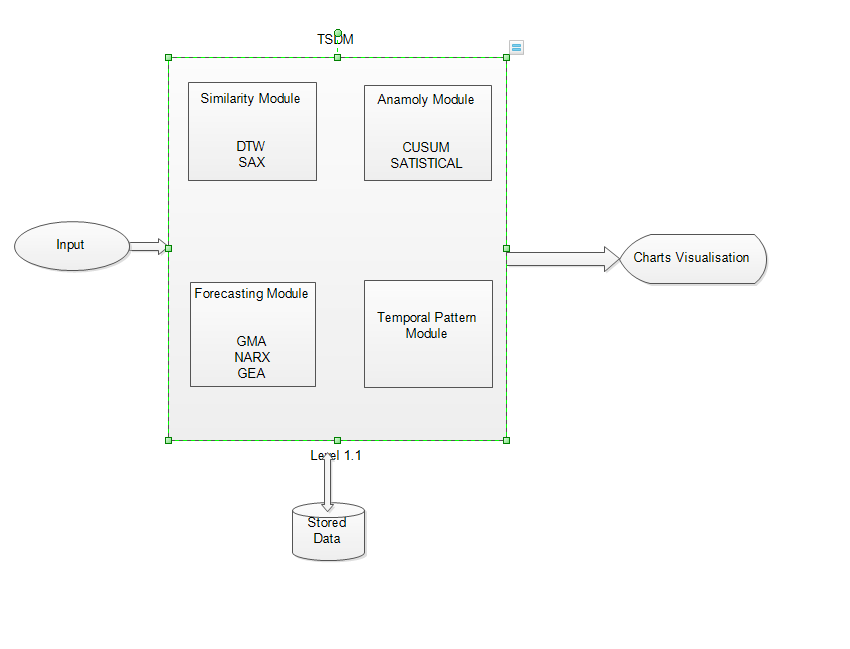 TSDM
Similarity Module
DTW
SAX
Anamoly Module
CUSUM
SATISTICAL
Input
Charts Visualisation
Forecasting Module
GMA
NARX
GEA
Temporal Pattern
Module
Level 1.1
Stored
Data